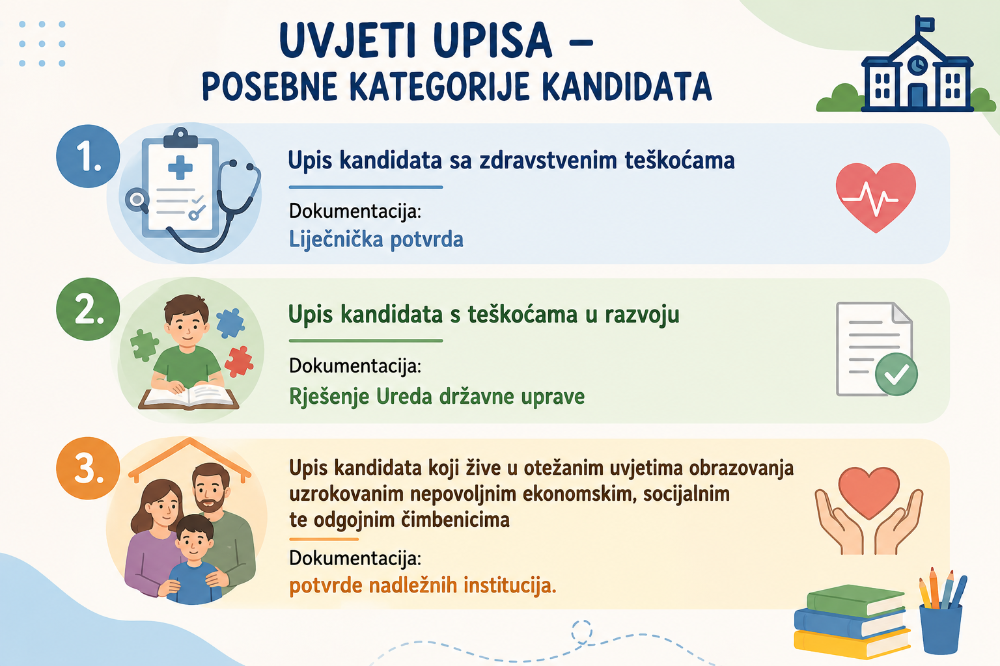 UVJETI UPISA –
POSEBNE KATEGORIJE KANDIDATA
1.
Upis kandidata sa zdravstvenim teškoćama
Dokumentacija:
Liječnička potvrda
2.
Upis kandidata s teškoćama u razvoju
Dokumentacija:
Rješenje Ureda državne uprave
3.
Upis kandidata koji žive u otežanim uvjetima obrazovanja
uzrokovanim nepovoljnim ekonomskim, socijalnim
te odgojnim čimbenicima
Dokumentacija:
potvrde nadležnih institucija.